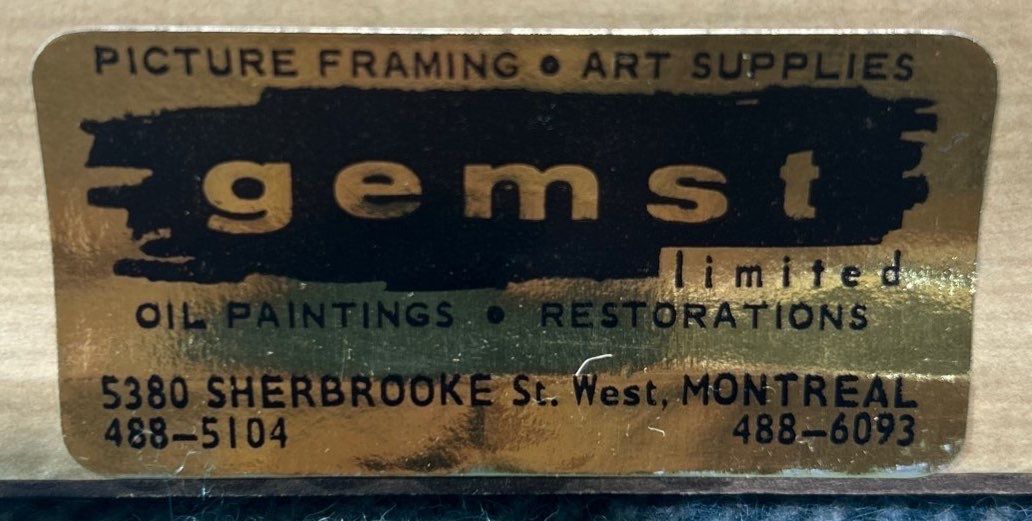 PICTURE FRAMING • ART SUPPLIES
gemst
limited
OIL PAINTINGS • RESTORATIONS
5380 SHERBROOKE St. West, MONTREAL
488-5104 488-6093